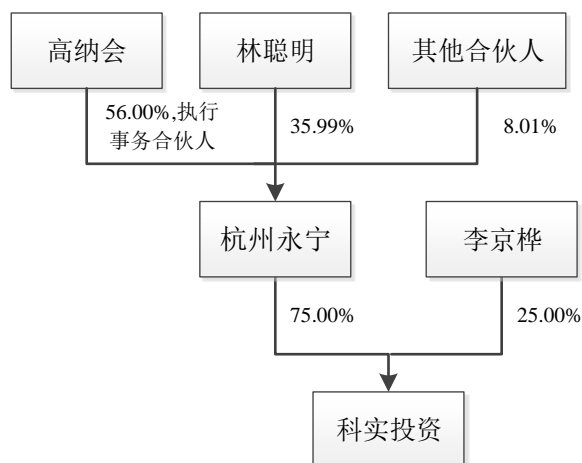 高纳会
林聪明
其他合伙人
56.00%,执行
事务合伙人
35.99%
8.01%
杭州永宁
李京桦
75.00%
25.00%
科实投资